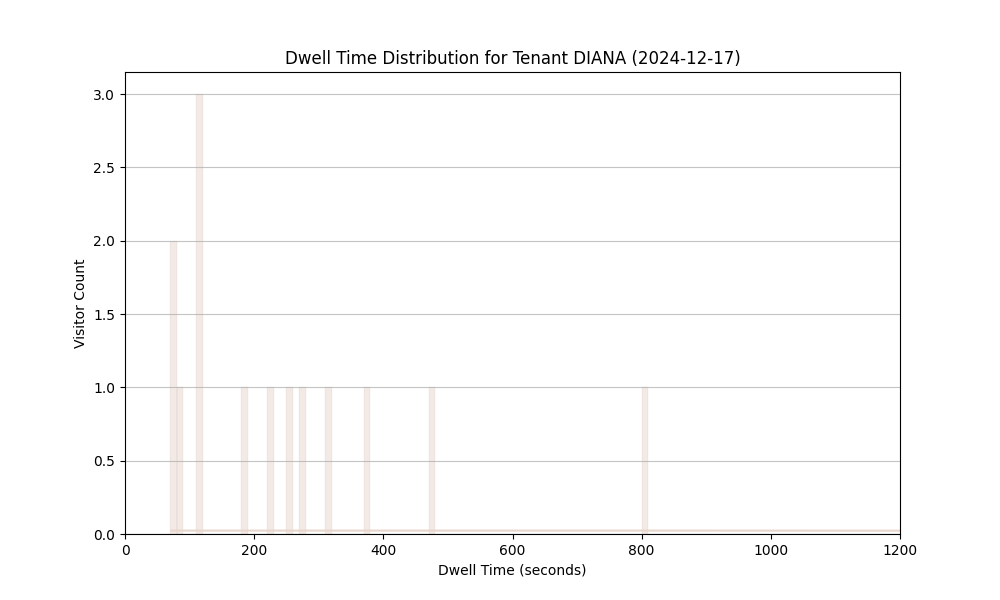 Dwell Time Distribution for Tenant DIANA (2024-12-17)
3.0
2.5
2.0
1.5
1.0
0.5
0.0
Visitor Count
0 200 400 600 800 1000 1200
Dwell Time (seconds)